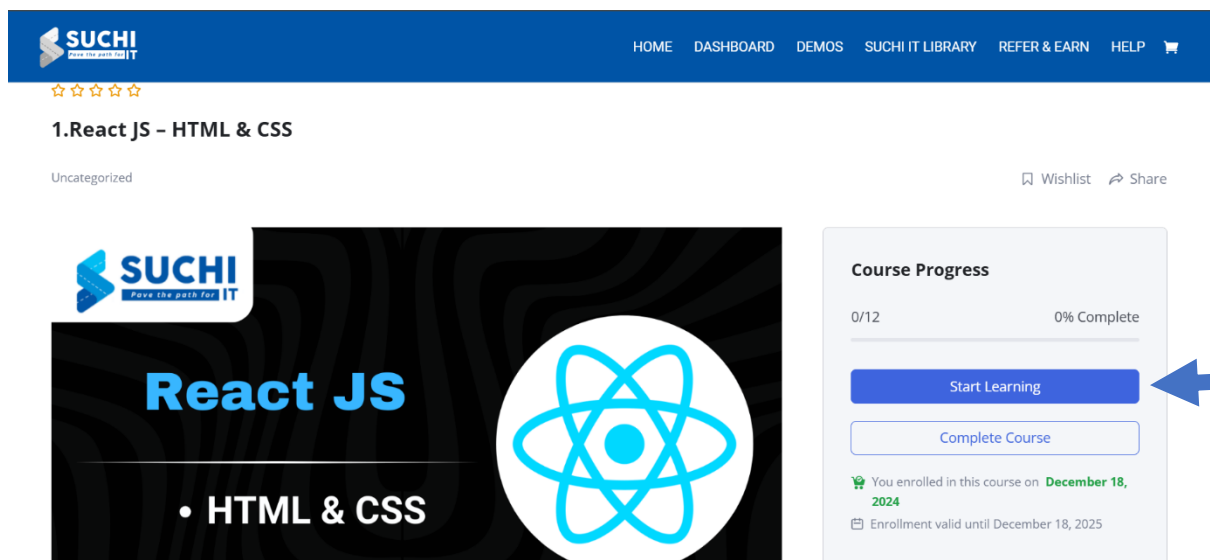 SUCHI
Pave the path for IT
HOME DASHBOARD DEMOS SUCHI IT LIBRARY REFER & EARN HELP
1.React JS – HTML & CSS
Uncategorized
Wishlist Share
SUCHI
Pave the path for IT
React JS
• HTML & CSS
Course Progress
0/12 0% Complete
Start Learning
Complete Course
You enrolled in this course on December 18,
2024
Enrollment valid until December 18, 2025